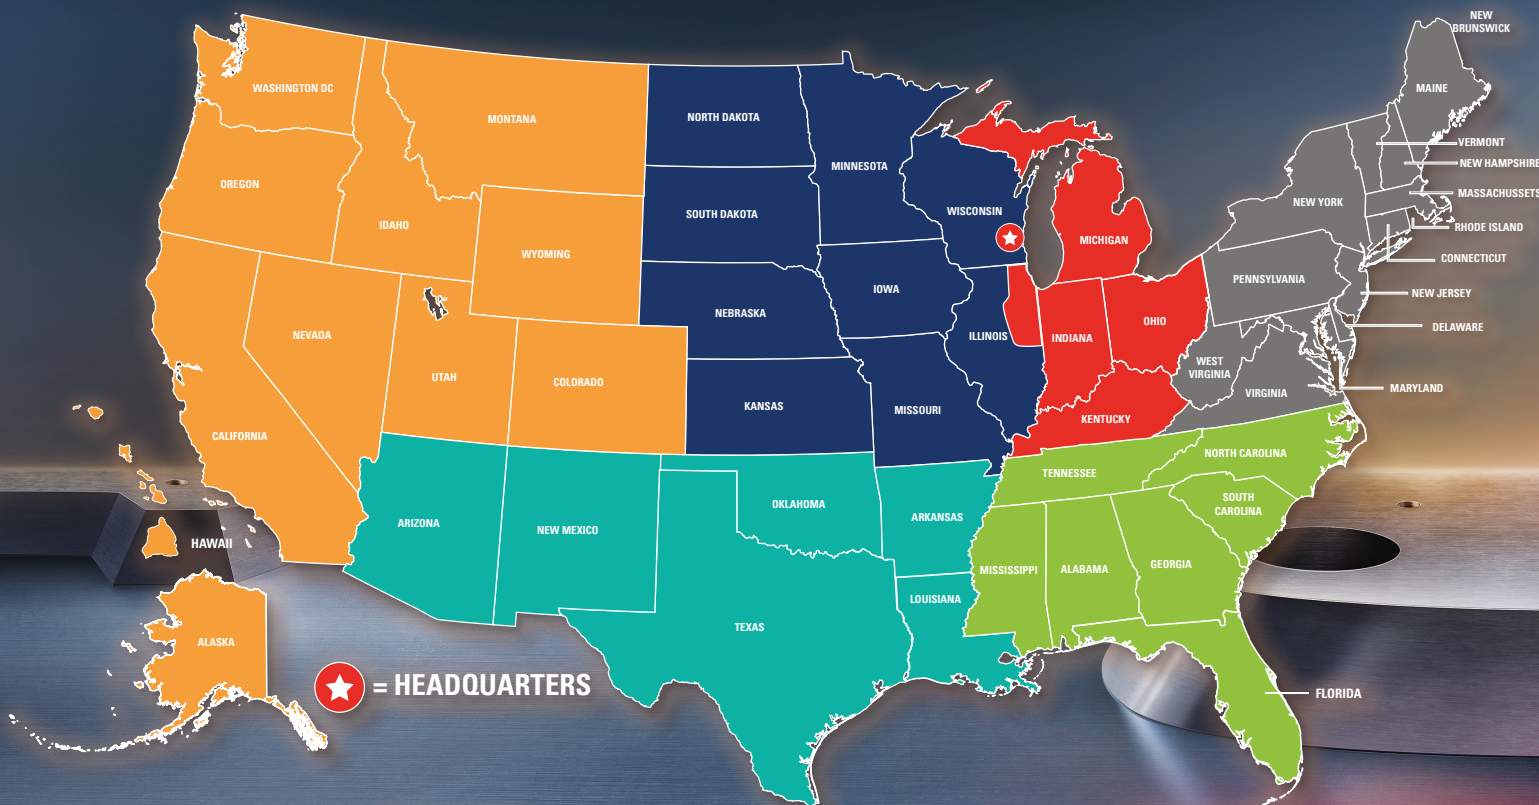 NEW
BRUNSWICK
WASHINGTON DC
MAINE
MONTANA
NORTH DAKOTA
VERMONT
MINNESOTA
NEW HAMPSHIRE
OREGON
MASSACHUSSETS
NEW YORK
SOUTH DAKOTA
WISCONSIN
IDAHO
RHODE ISLAND
MICHIGAN
WYOMING
CONNECTICUT
PENNSYLVANIA
IOWA
NEW JERSEY
NEBRASKA
OHIO
DELAWARE
NEVADA
ILLINOIS
INDIANA
WEST
VIRGINIA
UTAH
COLORADO
MARYLAND
VIRGINIA
KANSAS
MISSOURI
KENTUCKY
CALIFORNIA
NORTH CAROLINA
TENNESSEE
SOUTH
CAROLINA
OKLAHOMA
ARKANSAS
ARIZONA
NEW MEXICO
HAWAII
GEORGIA
MISSISSIPPI
ALABAMA
LOUISIANA
TEXAS
ALASKA
= HEADQUARTERS
FLORIDA